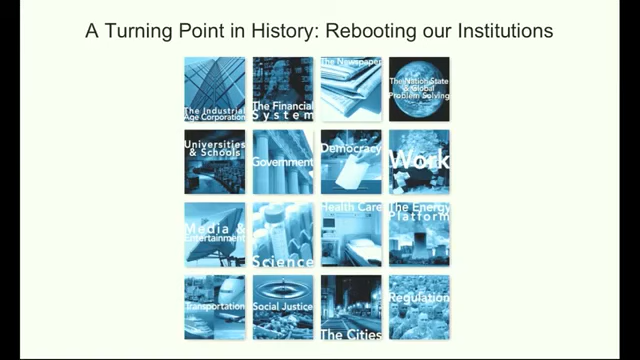 A Turning Point in History: Rebooting our Institutions
The Industrial
Age Corporation
The Financial
System
The Newspaper
The Nation State
& Global
Problem Solving
Universities
& Schools
Government
Democracy
Work
Media &
Entertainment
Science
Health Care
The Energy
Platform
Transportation
Social Justice
The Cities
Regulation